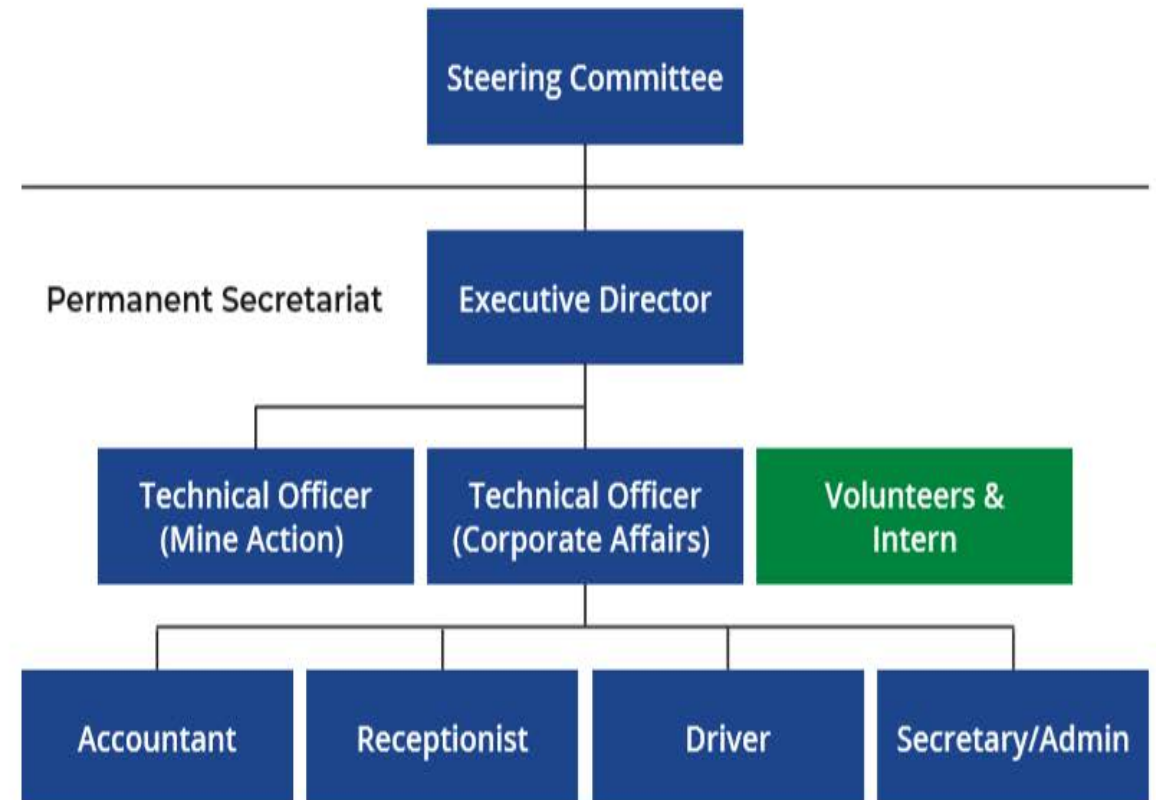 Steering Committee
Permanent Secretariat
Executive Director
Technical Officer
(Mine Action)
Technical Officer
(Corporate Affairs)
Volunteers &
Intern
Accountant
Receptionist
Driver
Secretary/Admin